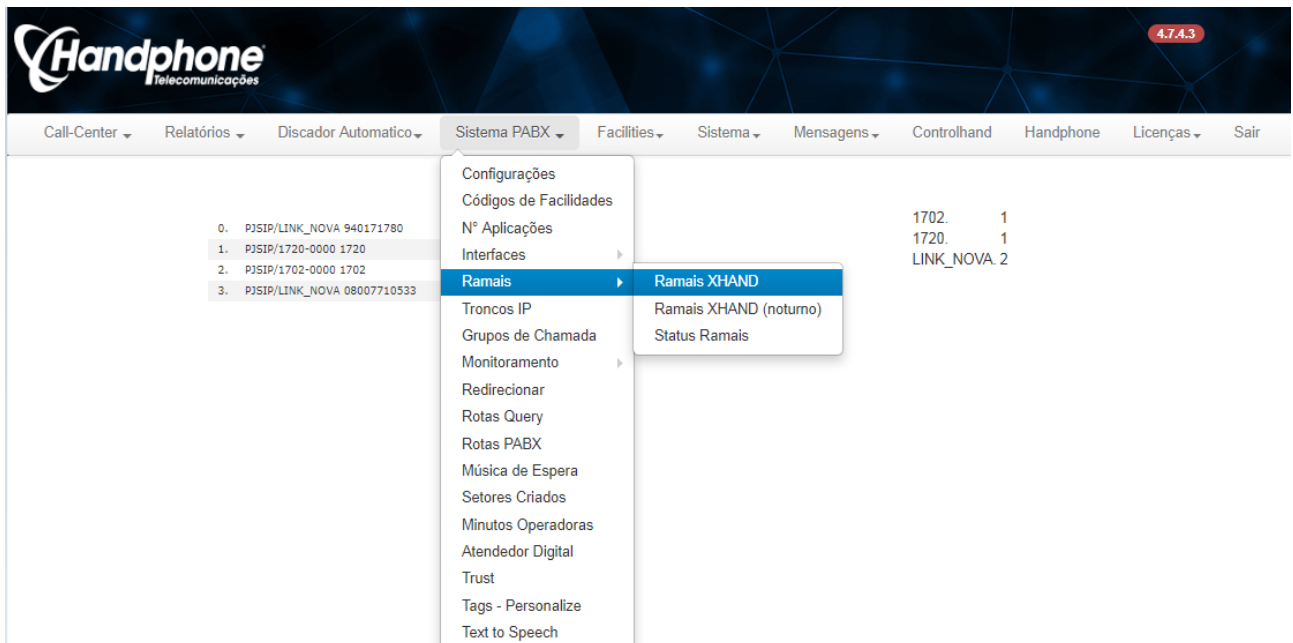 Handphone
Telecomunicações
4.7.4.3
Call-Center Relatórios Discador Automatico Sistema PABX Facilities Sistema Mensagens Controlhand Handphone Licenças Sair
Configurações
Códigos de Facilidades
N° Aplicações
Interfaces
Ramais
Troncos IP
Grupos de Chamada
Monitoramento
Redirecionar
Rotas Query
Rotas PABX
Música de Espera
Setores Criados
Minutos Operadoras
Atendedor Digital
Trust
Tags - Personalize
Text to Speech
Ramais XHAND
Ramais XHAND (noturno)
Status Ramais
0. PJSIP/LINK_NOVA 940171780
1. PJSIP/1720-0000 1720
2. PJSIP/1702-0000 1702
3. PJSIP/LINK_NOVA 08007710533
1702. 1
1720. 1
LINK_NOVA. 2